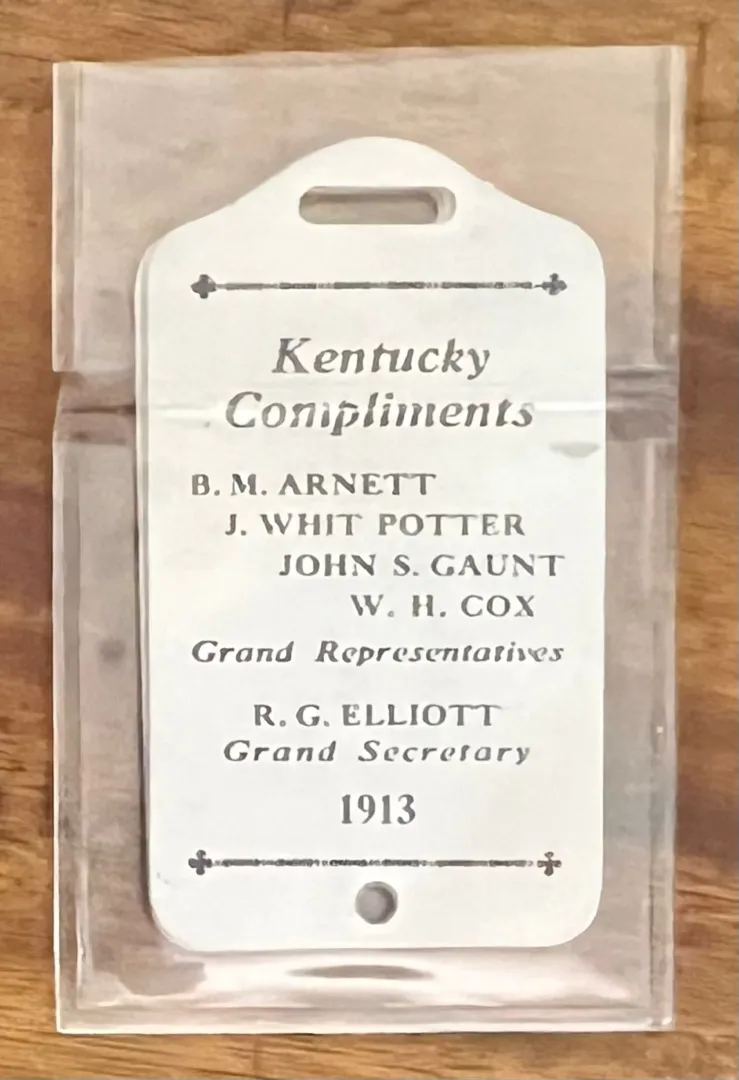 Kentucky
Compliments
B. M. ARNETT
J. WHIT POTTER
JOHN S. GAUNT
W. H. COX
Grand Representatives
R. G. ELLIOTT
Grand Secretary
1913